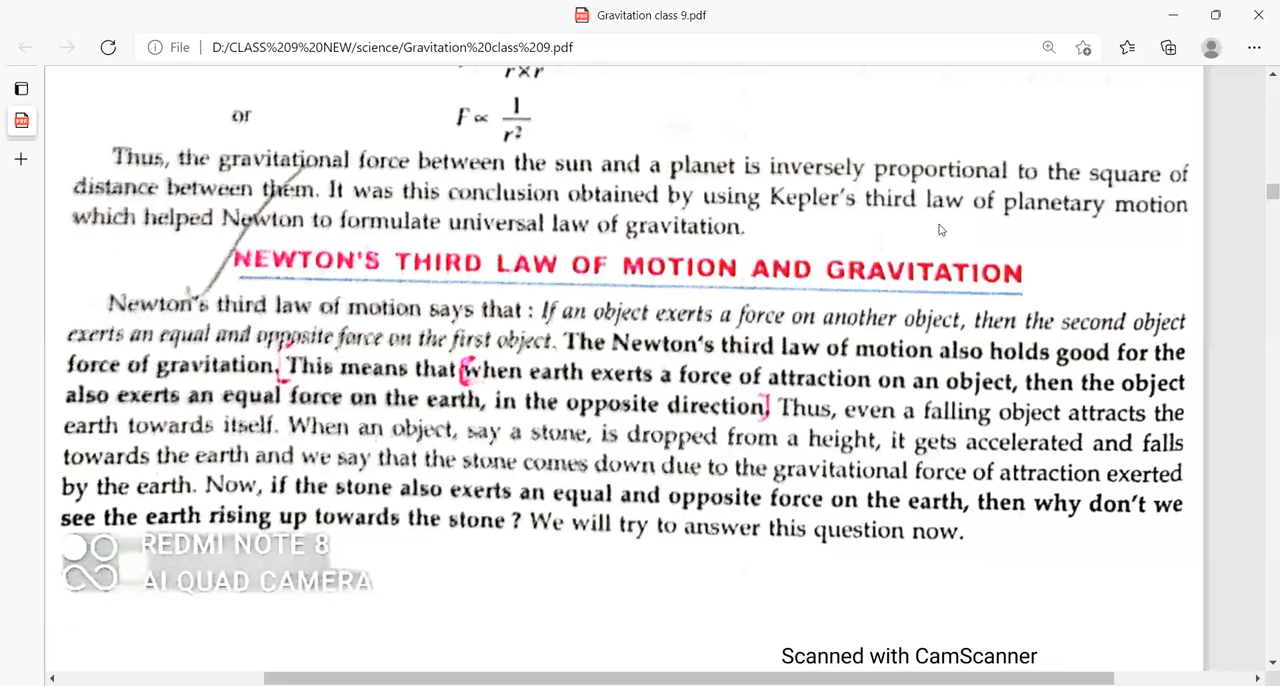 Gravitation class 9.pdf
File | D:/CLASS%209%20NEW/science/Gravitation%20class%209.pdf
r×r
or F ∝ 1/r²
Thus, the gravitational force between the sun and a planet is inversely proportional to the square of
distance between them. It was this conclusion obtained by using Kepler's third law of planetary motion
which helped Newton to formulate universal law of gravitation.
NEWTON'S THIRD LAW OF MOTION AND GRAVITATION
Newton's third law of motion says that : If an object exerts a force on another object, then the second object
exerts an equal and opposite force on the first object. The Newton's third law of motion also holds good for the
force of gravitation. This means that when earth exerts a force of attraction on an object, then the object
also exerts an equal force on the earth, in the opposite direction. Thus, even a falling object attracts the
earth towards itself. When an object, say a stone, is dropped from a height, it gets accelerated and falls
towards the earth and we say that the stone comes down due to the gravitational force of attraction exerted
by the earth. Now, if the stone also exerts an equal and opposite force on the earth, then why don't we
see the earth rising up towards the stone ? We will try to answer this question now.
REDMI NOTE 8
AI QUAD CAMERA
Scanned with CamScanner